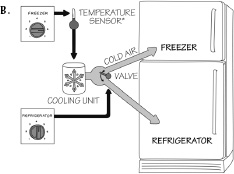 B.
FREEZER
TEMPERATURE
SENSOR*
COLD AIR
FREEZER
VALVE
COOLING UNIT
REFRIGERATOR
REFRIGERATOR